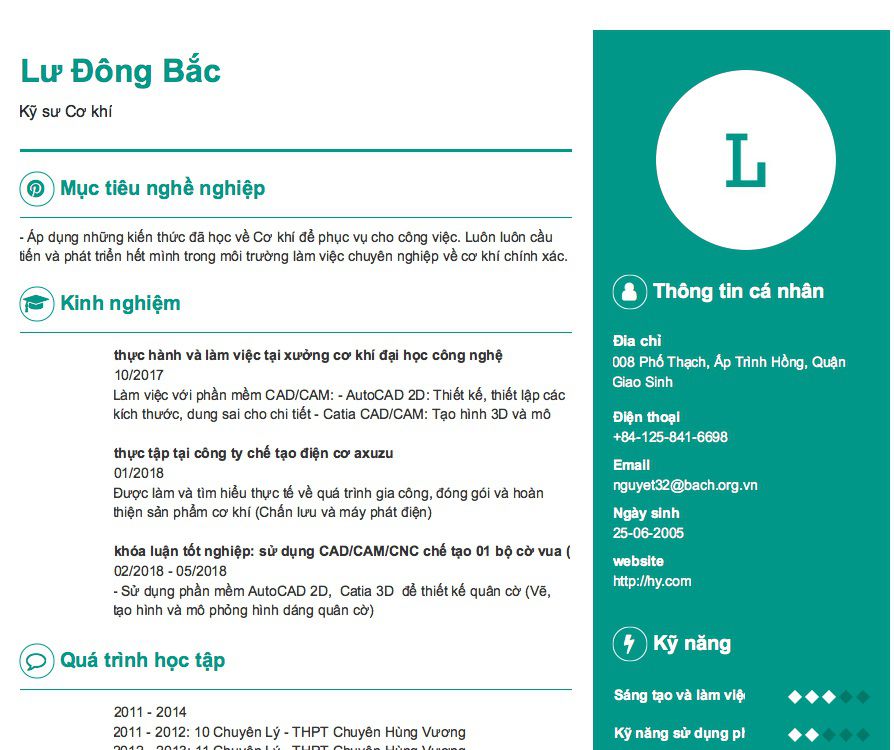 Lư Đông Bắc
Kỹ sư Cơ khí
Mục tiêu nghề nghiệp
- Áp dụng những kiến thức đã học về Cơ khí để phục vụ cho công việc. Luôn luôn cầu
tiến và phát triển hết mình trong môi trường làm việc chuyên nghiệp về cơ khí chính xác.
Kinh nghiệm
thực hành và làm việc tại xưởng cơ khí đại học công nghệ
10/2017
Làm việc với phần mềm CAD/CAM: - AutoCAD 2D: Thiết kế, thiết lập các
kích thước, dung sai cho chi tiết - Catia CAD/CAM: Tạo hình 3D và mô
thực tập tại công ty chế tạo điện cơ axuzu
01/2018
Được làm và tìm hiểu thực tế về quá trình gia công, đóng gói và hoàn
thiện sản phẩm cơ khí (Chấn lưu và máy phát điện)
khóa luận tốt nghiệp: sử dụng CAD/CAM/CNC chế tạo 01 bộ cờ vua (
02/2018 - 05/2018
- Sử dụng phần mềm AutoCAD 2D, Catia 3D để thiết kế quân cờ (Vẽ,
tạo hình và mô phỏng hình dáng quân cờ)
Quá trình học tập
2011 - 2014
2011 - 2012: 10 Chuyên Lý - THPT Chuyên Hùng Vương
2012 - 2013: 11 Chuyên Lý - THPT Chuyên Hùng Vương
L
Thông tin cá nhân
Đia chỉ
008 Phố Thạch, Ấp Trình Hồng, Quận
Giao Sinh
Điện thoại
+84-125-841-6698
Email
nguyet32@bach.org.vn
Ngày sinh
25-06-2005
website
http://hy.com
Kỹ năng
Sáng tạo và làm việ
Kỹ năng sử dụng ph